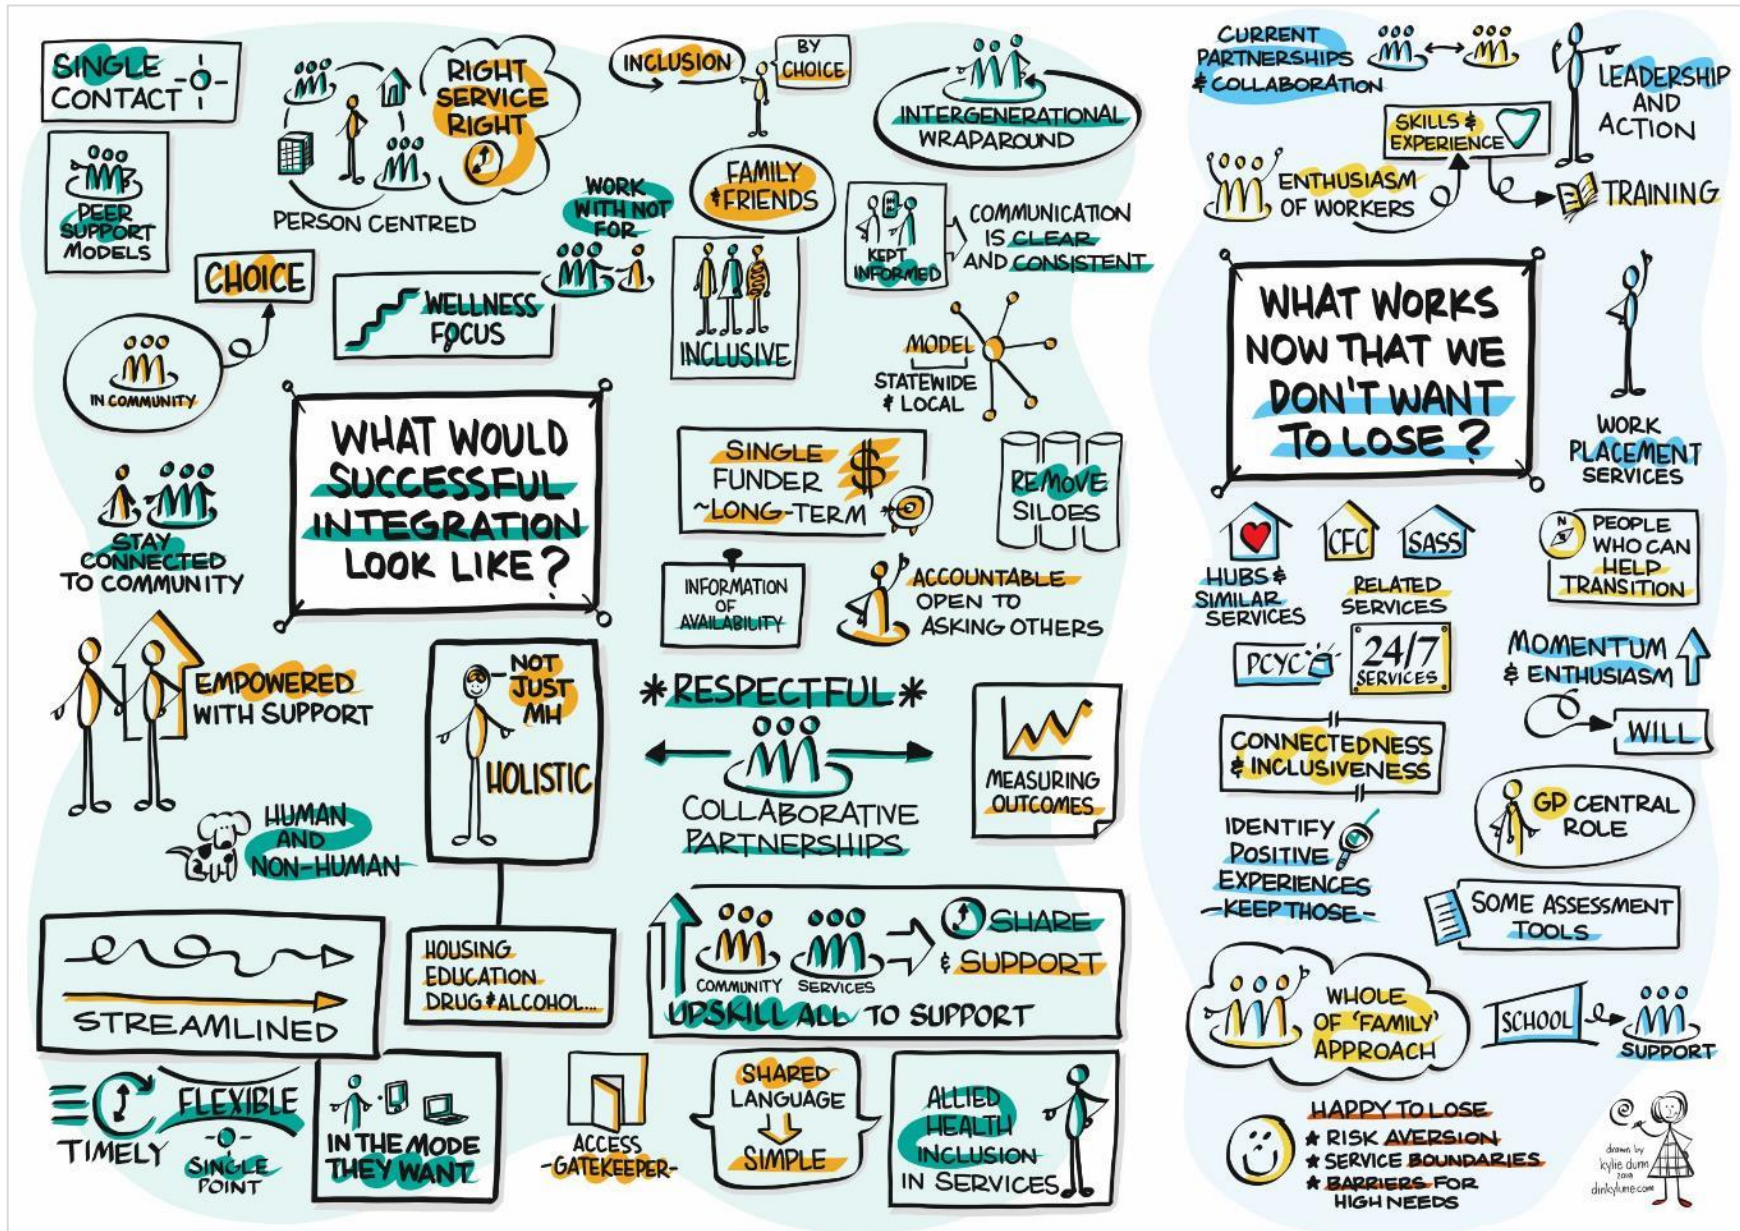 SINGLE
CONTACT
PEER
SUPPORT
MODELS
PERSON CENTRED
RIGHT
SERVICE
RIGHT
INCLUSION
BY
CHOICE
INTERGENERATIONAL
WRAPAROUND
CHOICE
IN COMMUNITY
WELLNESS
FOCUS
WORK
WITH NOT
FOR
FAMILY
& FRIENDS
INCLUSIVE
KEPT
INFORMED
COMMUNICATION
IS CLEAR
AND CONSISTENT
MODEL
STATEWIDE
& LOCAL
WHAT WOULD
SUCCESSFUL
INTEGRATION
LOOK LIKE?
STAY
CONNECTED
TO COMMUNITY
SINGLE
FUNDER
~LONG-TERM
$
REMOVE
SILOES
INFORMATION
OF
AVAILABILITY
ACCOUNTABLE
OPEN TO
ASKING OTHERS
EMPOWERED
WITH SUPPORT
HUMAN
AND
NON-HUMAN
NOT
JUST
MH
HOLISTIC
HOUSING
EDUCATION
DRUG & ALCOHOL...
* RESPECTFUL *
COLLABORATIVE
PARTNERSHIPS
MEASURING
OUTCOMES
STREAMLINED
COMMUNITY
SERVICES
SHARE
& SUPPORT
UPSKILL ALL TO SUPPORT
TIMELY
FLEXIBLE
SINGLE
POINT
IN THE MODE
THEY WANT
ACCESS
-GATEKEEPER-
SHARED
LANGUAGE
SIMPLE
ALLIED
HEALTH
INCLUSION
IN SERVICES
CURRENT
PARTNERSHIPS
& COLLABORATION
LEADERSHIP
AND
ACTION
SKILLS &
EXPERIENCE
ENTHUSIASM
OF WORKERS
TRAINING
WHAT WORKS
NOW THAT WE
DON'T WANT
TO LOSE?
WORK
PLACEMENT
SERVICES
HUBS &
SIMILAR
SERVICES
CFC
SASS
RELATED
SERVICES
N
PEOPLE
WHO CAN
HELP
TRANSITION
PCYC
24/7
SERVICES
MOMENTUM
& ENTHUSIASM
WILL
CONNECTEDNESS
& INCLUSIVENESS
GP CENTRAL
ROLE
IDENTIFY
POSITIVE
EXPERIENCES
-KEEP THOSE-
SOME ASSESSMENT
TOOLS
WHOLE
OF 'FAMILY'
APPROACH
SCHOOL
SUPPORT
HAPPY TO LOSE
* RISK AVERSION
* SERVICE BOUNDARIES
* BARRIERS FOR
HIGH NEEDS
drawn by
kylie dunn